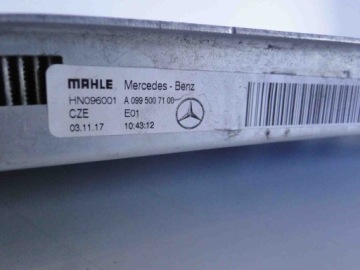 MAHLE Mercedes - Benz
HN096001 A 099 500 71 00
CZE E01
03.11.17 10:43:12